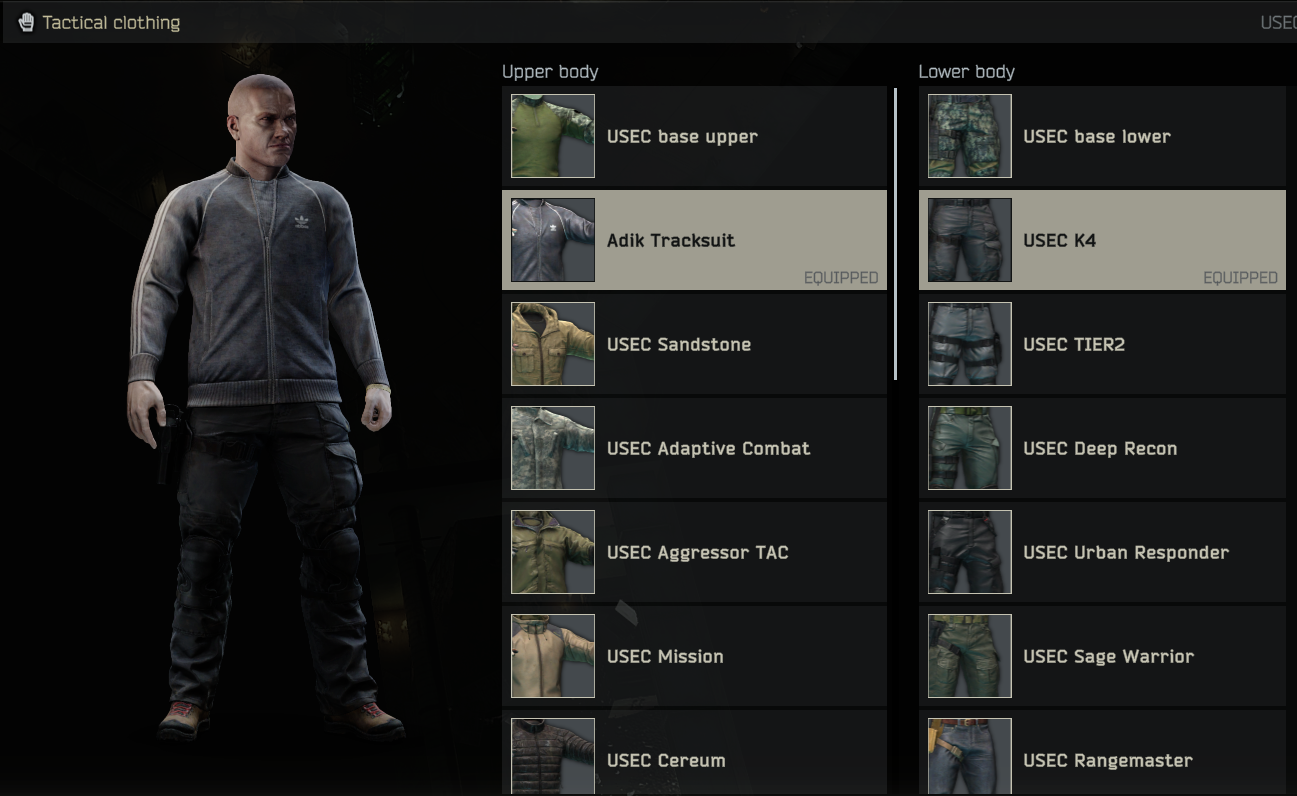 Tactical clothing
USEC
Upper body
USEC base upper
Adik Tracksuit
EQUIPPED
USEC Sandstone
USEC Adaptive Combat
USEC Aggressor TAC
USEC Mission
USEC Cereum
Lower body
USEC base lower
USEC K4
EQUIPPED
USEC TIER2
USEC Deep Recon
USEC Urban Responder
USEC Sage Warrior
USEC Rangemaster